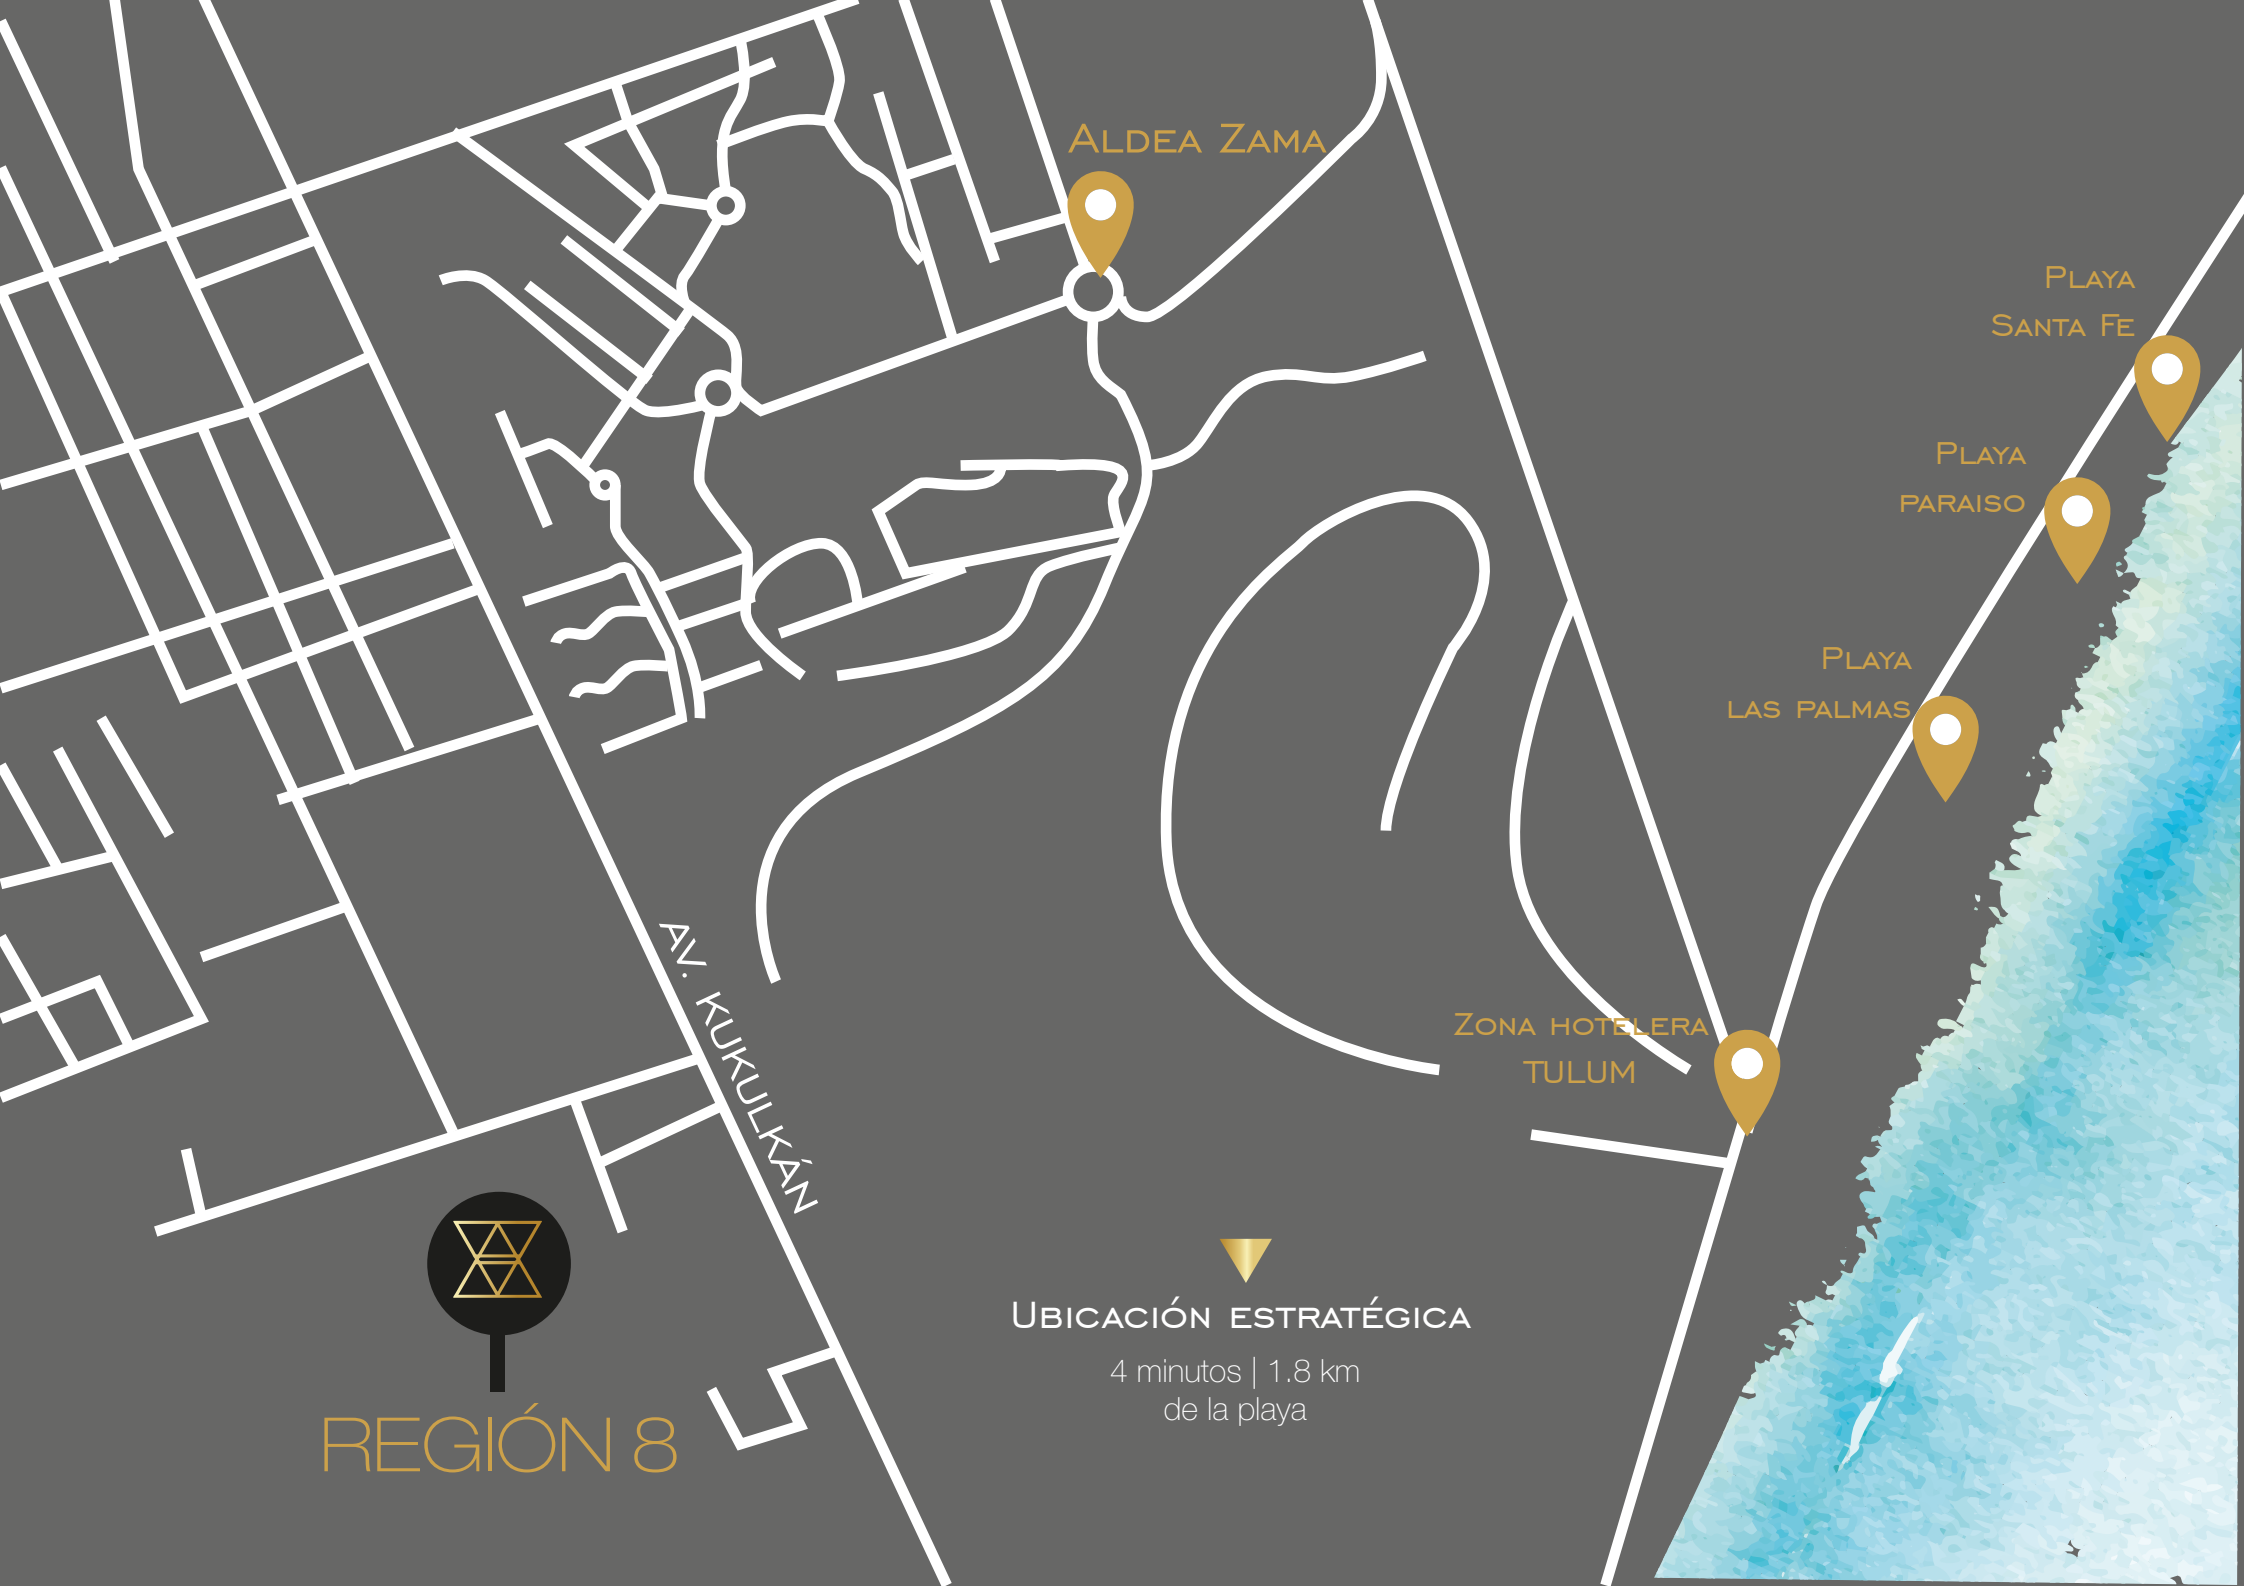 Aldea Zama
Playa
Santa Fe
Playa
paraiso
Playa
las palmas
Zona hotelera
TULUM
AV. KUKULKÁN
REGIÓN 8
Ubicación estratégica
4 minutos | 1.8 km
de la playa